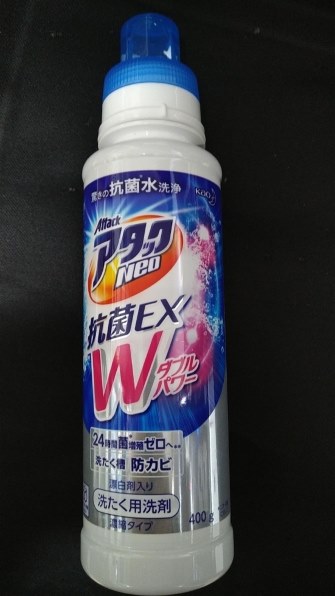 驚きの抗菌*水洗浄
Kao
Attack
アタック
Neo
抗菌EX
W
ダブル
パワー
24時間菌*増殖ゼロへ**
洗たく槽 防カビ
漂白剤入り
洗たく用洗剤
濃縮タイプ
400g